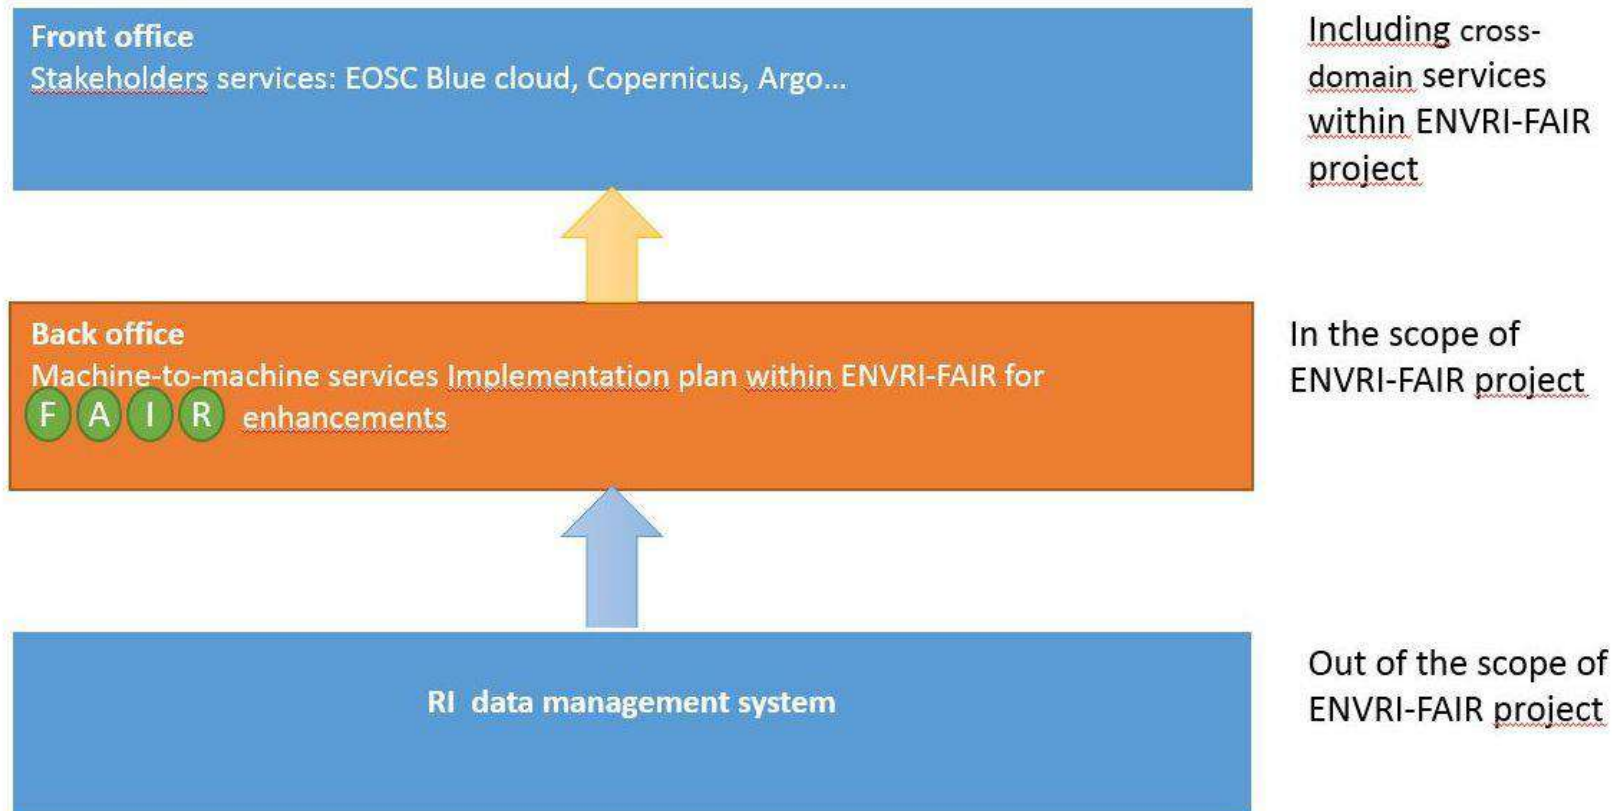 Front office
Stakeholders services: EOSC Blue cloud, Copernicus, Argo...
Including cross-
domain services
within ENVRI-FAIR
project
Back office
Machine-to-machine services Implementation plan within ENVRI-FAIR for
F A I R enhancements
In the scope of
ENVRI-FAIR project
RI data management system
Out of the scope of
ENVRI-FAIR project